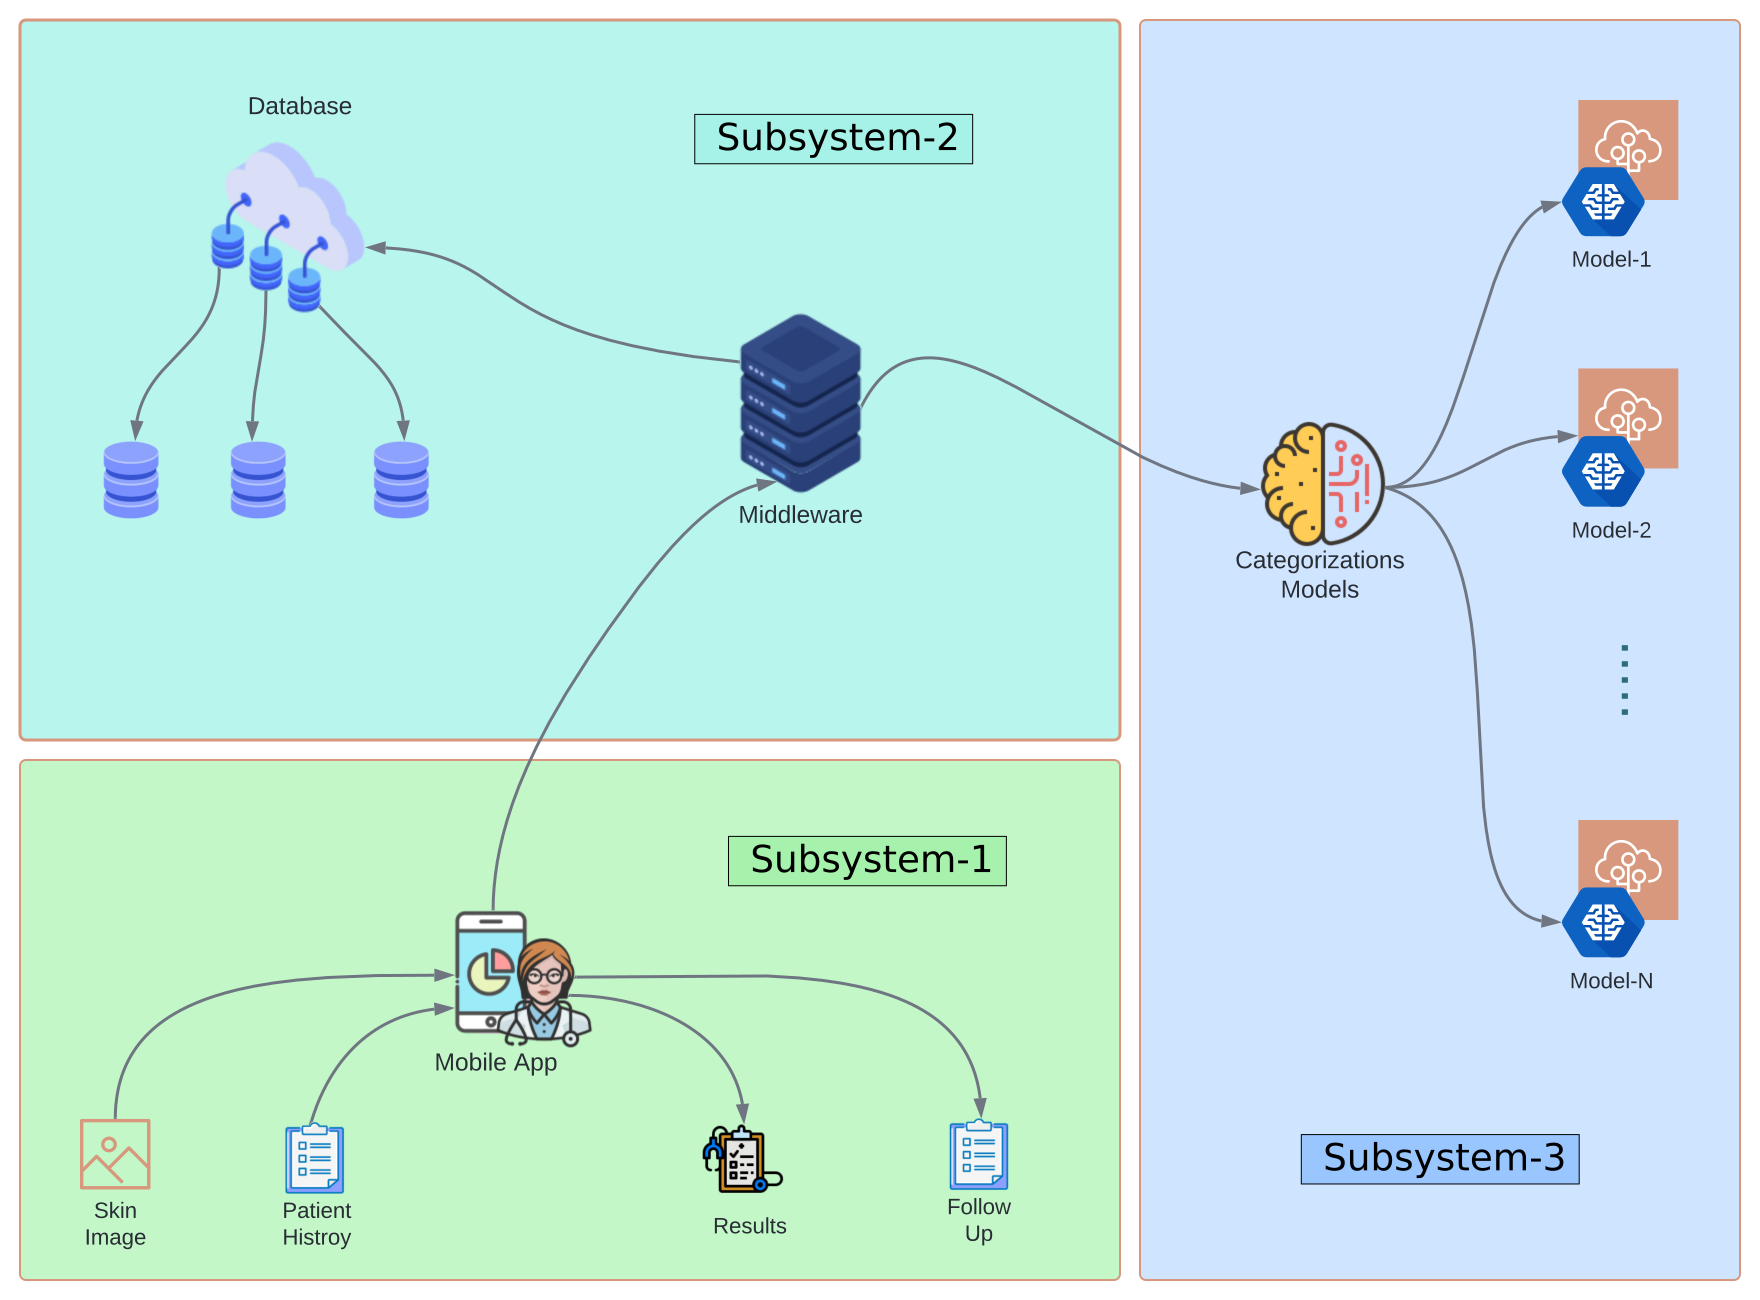 Database
Subsystem-2
Middleware
Subsystem-1
Mobile App
Skin
Image
Patient
Histroy
Results
Follow
Up
Model-1
Model-2
Categorizations
Models
Model-N
Subsystem-3